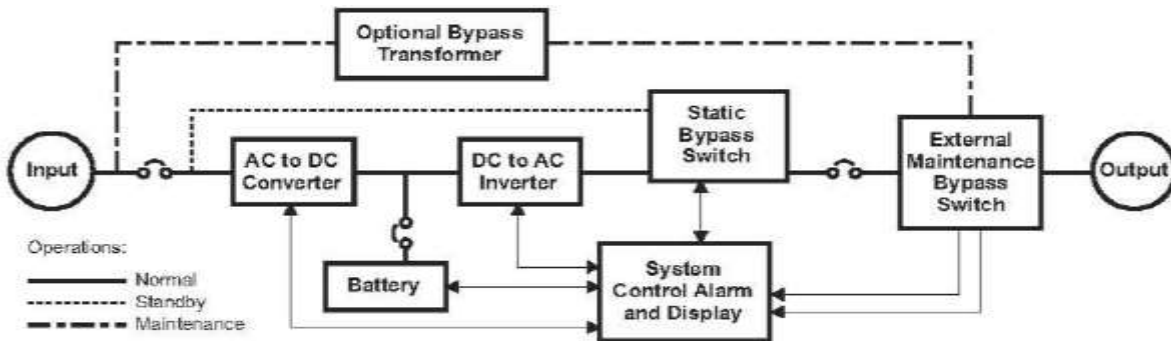 Optional Bypass
Transformer
Static
Bypass
Switch
External
Maintenance
Bypass
Switch
Input
AC to DC
Converter
DC to AC
Inverter
Output
Operations:
Normal
Standby
Maintenance
Battery
System
Control Alarm
and Display